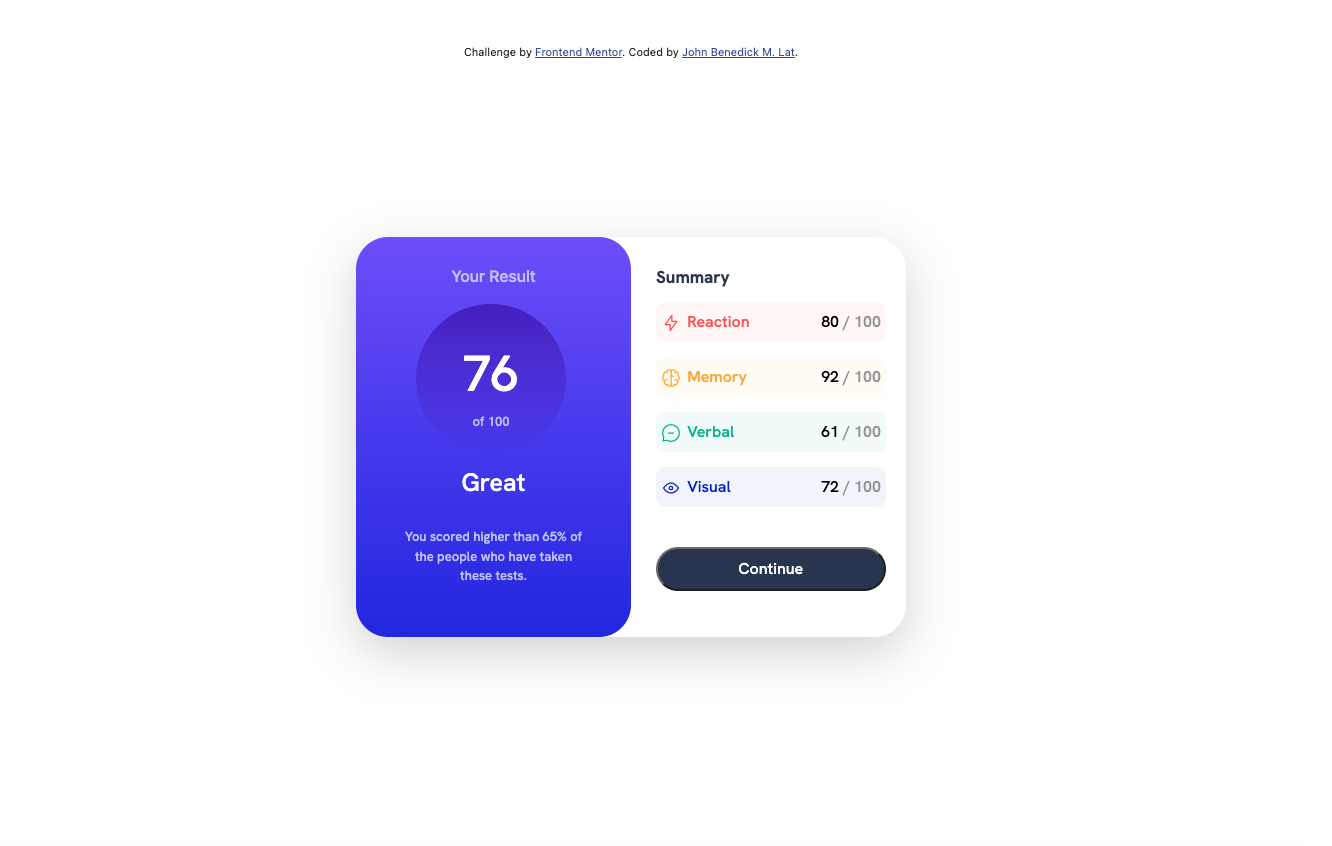 Challenge by Frontend Mentor. Coded by John Benedick M. Lat.
Your Result
76
of 100
Great
You scored higher than 65% of
the people who have taken
these tests.
Summary
Reaction 80 / 100
Memory 92 / 100
Verbal 61 / 100
Visual 72 / 100
Continue